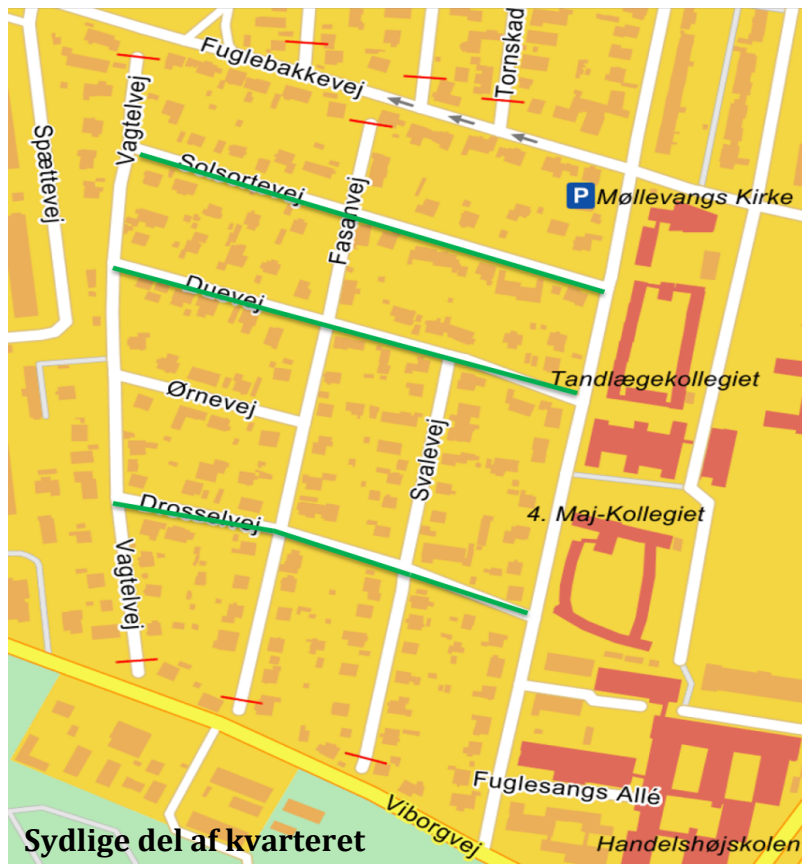 Fuglebakkevej
Tornskad
Vagtelvej
Spættevej
Solsortevej
Fasanvej
P Møllevangs Kirke
Duevej
Tandlægekollegiet
Ørnevej
Svalevej
Drosselvej
4. Maj-Kollegiet
Vagtelvej
Fuglesangs Allé
Viborgvej
Sydlige del af kvarteret
Handelshøjskolen